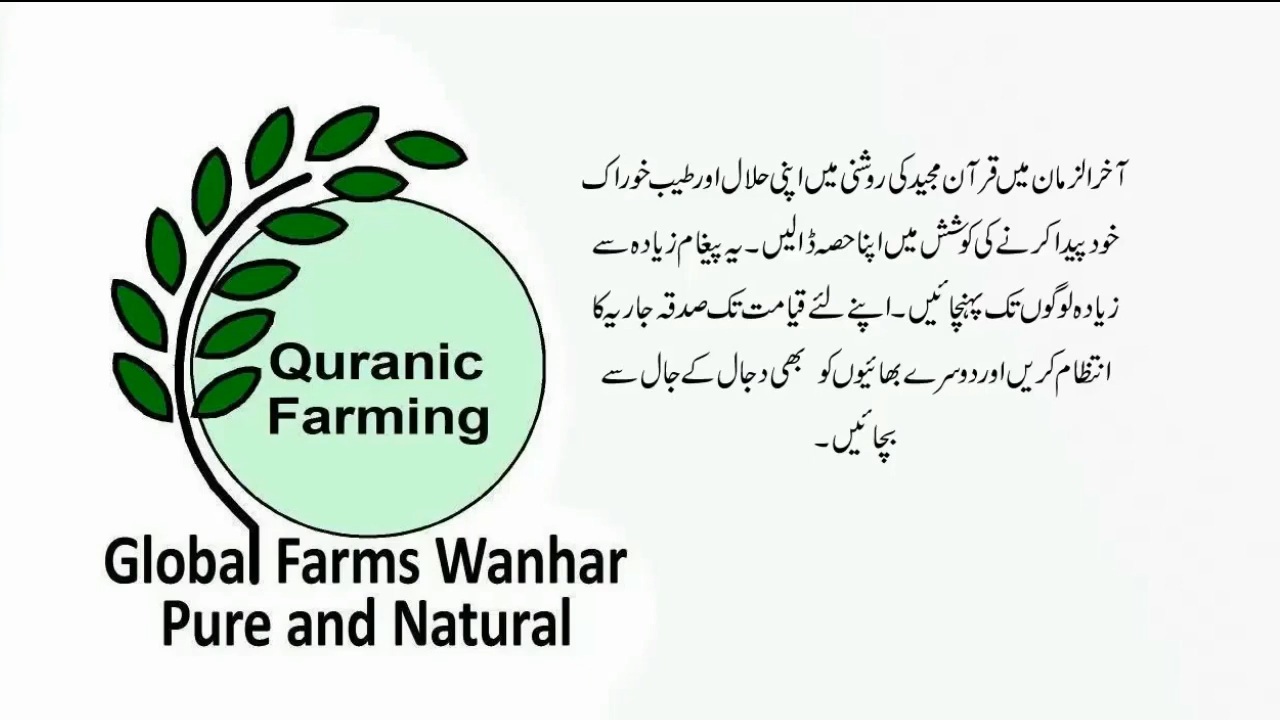 آخرالزمان میں قرآن مجید کی روشنی میں اپنی حلال اور طیب خوراک
خود پیدا کرنے کی کوشش میں اپنا حصہ ڈالیں۔ یہ پیغام زیادہ سے
زیادہ لوگوں تک پہنچائیں۔ اپنے لئے قیامت تک صدقہ جاریہ کا
انتظام کریں اور دوسرے بھائیوں کو بھی دجال کے جال سے
بچائیں۔
Quranic
Farming
Global Farms Wanhar
Pure and Natural